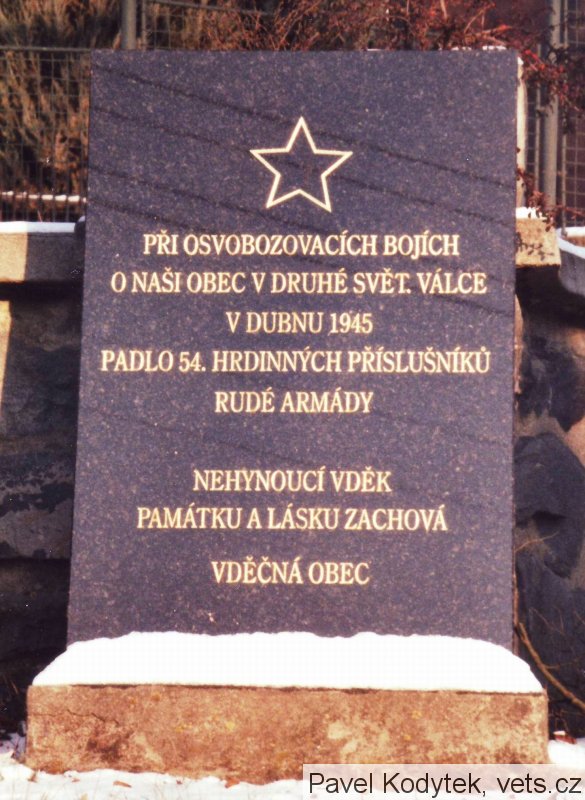 PŘI OSVOBOZOVACÍCH BOJÍCH
O NAŠI OBEC V DRUHÉ SVĚT. VÁLCE
V DUBNU 1945
PADLO 54. HRDINNÝCH PŘÍSLUŠNÍKŮ
RUDÉ ARMÁDY
NEHYNOUCÍ VDĚK
PAMÁTKU A LÁSKU ZACHOVÁ
VDĚČNÁ OBEC
Pavel Kodytek, vets.cz